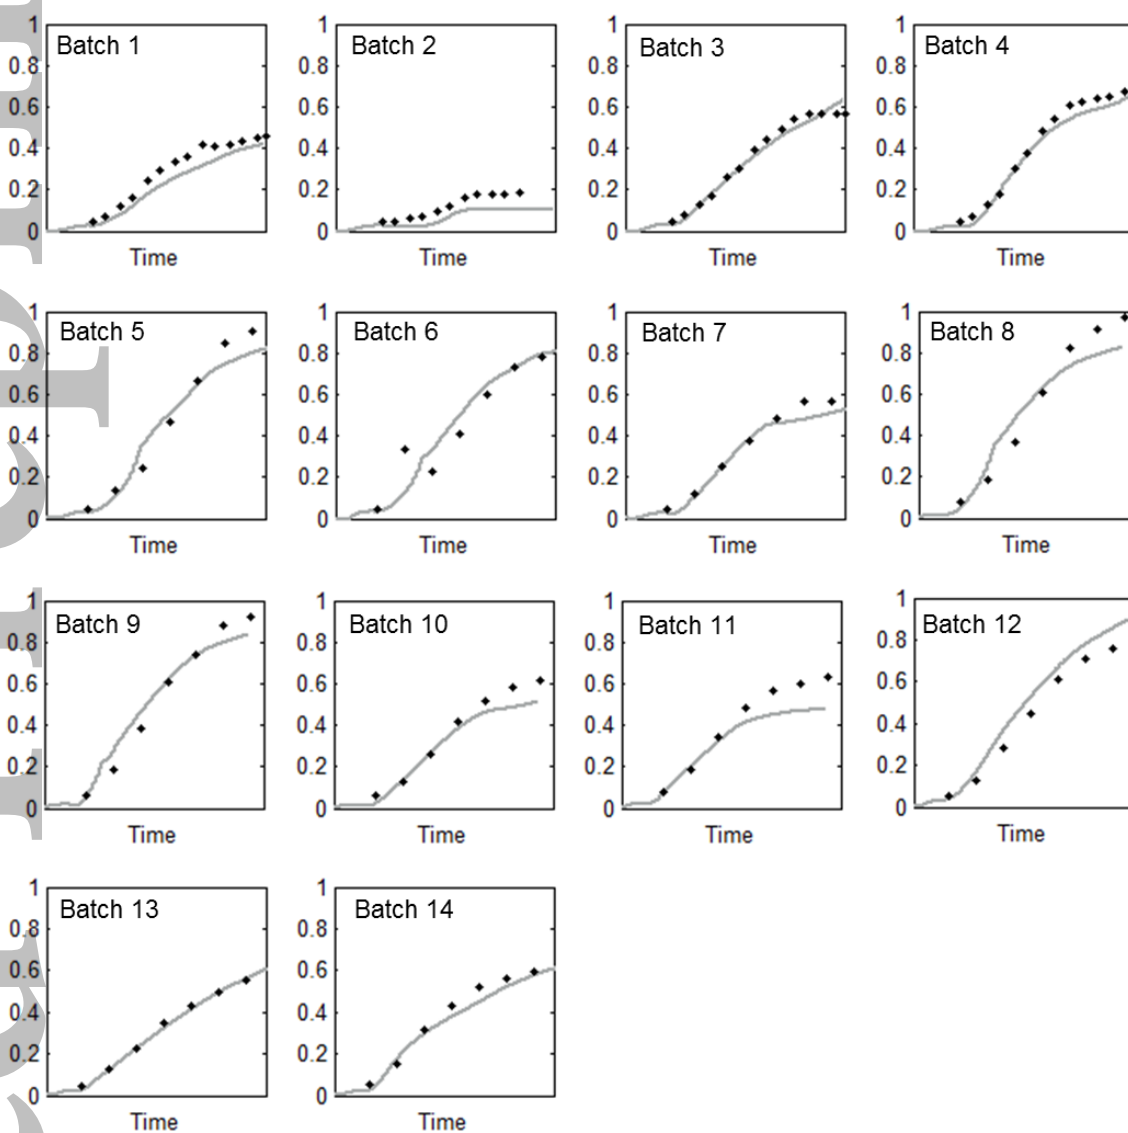 Batch 1 Batch 2 Batch 3 Batch 4
1 1 1 1
0.8 0.8 0.8 0.8
0.6 0.6 0.6 0.6
0.4 0.4 0.4 0.4
0.2 0.2 0.2 0.2
0 0 0 0
Time Time Time Time
1 1 1 1
Batch 5 Batch 6 Batch 7 Batch 8
0.8 0.8 0.8 0.8
0.6 0.6 0.6 0.6
0.4 0.4 0.4 0.4
0.2 0.2 0.2 0.2
0 0 0 0
Time Time Time Time
1 1 1 1
Batch 9 Batch 10 Batch 11 Batch 12
0.8 0.8 0.8 0.8
0.6 0.6 0.6 0.6
0.4 0.4 0.4 0.4
0.2 0.2 0.2 0.2
0 0 0 0
Time Time Time Time
1 1
Batch 13 Batch 14
0.8 0.8
0.6 0.6
0.4 0.4
0.2 0.2
0 0
Time Time